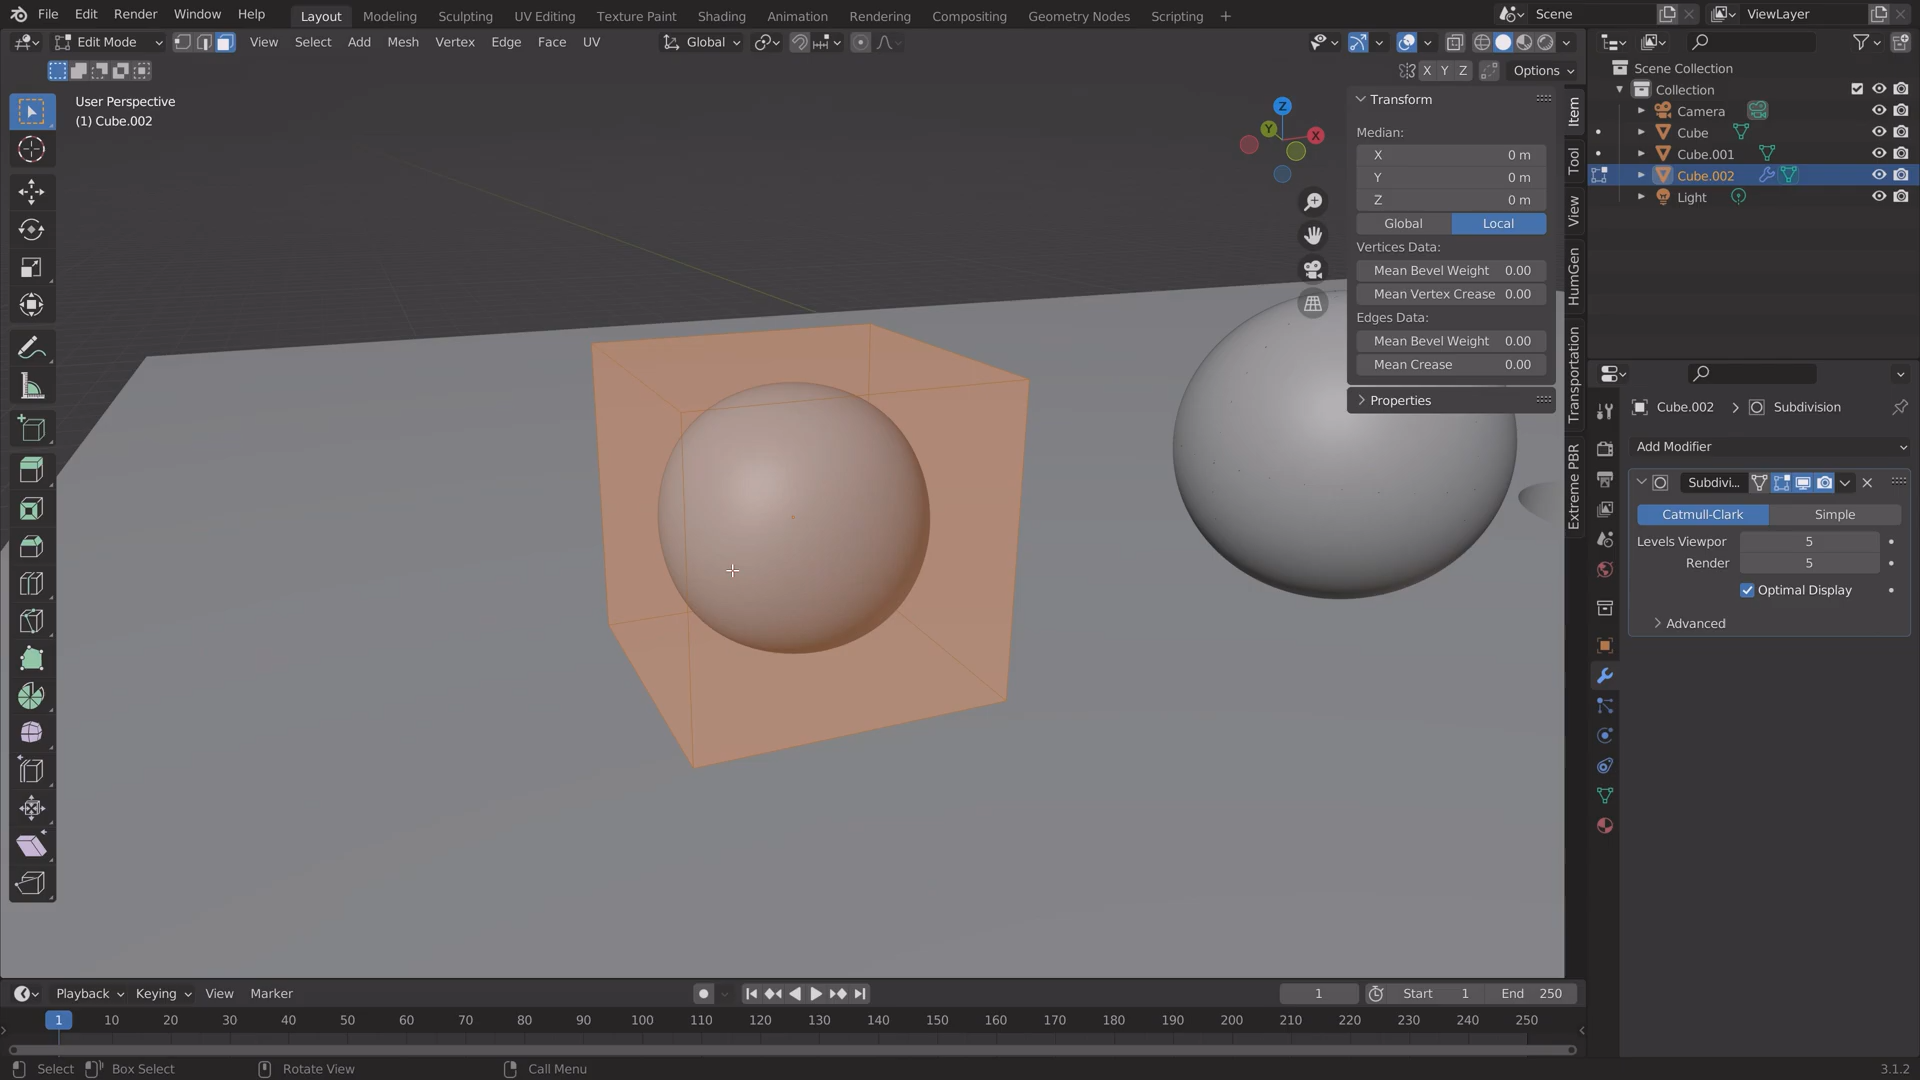 File Edit Render Window Help Layout Modeling Sculpting UV Editing Texture Paint Shading Animation Rendering Compositing Geometry Nodes Scripting + Scene ViewLayer
Edit Mode View Select Add Mesh Vertex Edge Face UV Global
X Y Z Options
User Perspective
(1) Cube.002
Z
Y
X
Transform
Median:
X 0 m
Y 0 m
Z 0 m
Global Local
Vertices Data:
Mean Bevel Weight 0.00
Mean Vertex Crease 0.00
Edges Data:
Mean Bevel Weight 0.00
Mean Crease 0.00
Properties
Item
Tool
View
HumGen
Transportation
Extreme PBR
Scene Collection
Collection
Camera
Cube
Cube.001
Cube.002
Light
Cube.002 Subdivision
Add Modifier
Subdivi...
Catmull-Clark Simple
Levels Viewpor 5
Render 5
Optimal Display
Advanced
Playback Keying View Marker 1 Start 1 End 250
1 10 20 30 40 50 60 70 80 90 100 110 120 130 140 150 160 170 180 190 200 210 220 230 240 250
Select Box Select Rotate View Call Menu 3.1.2